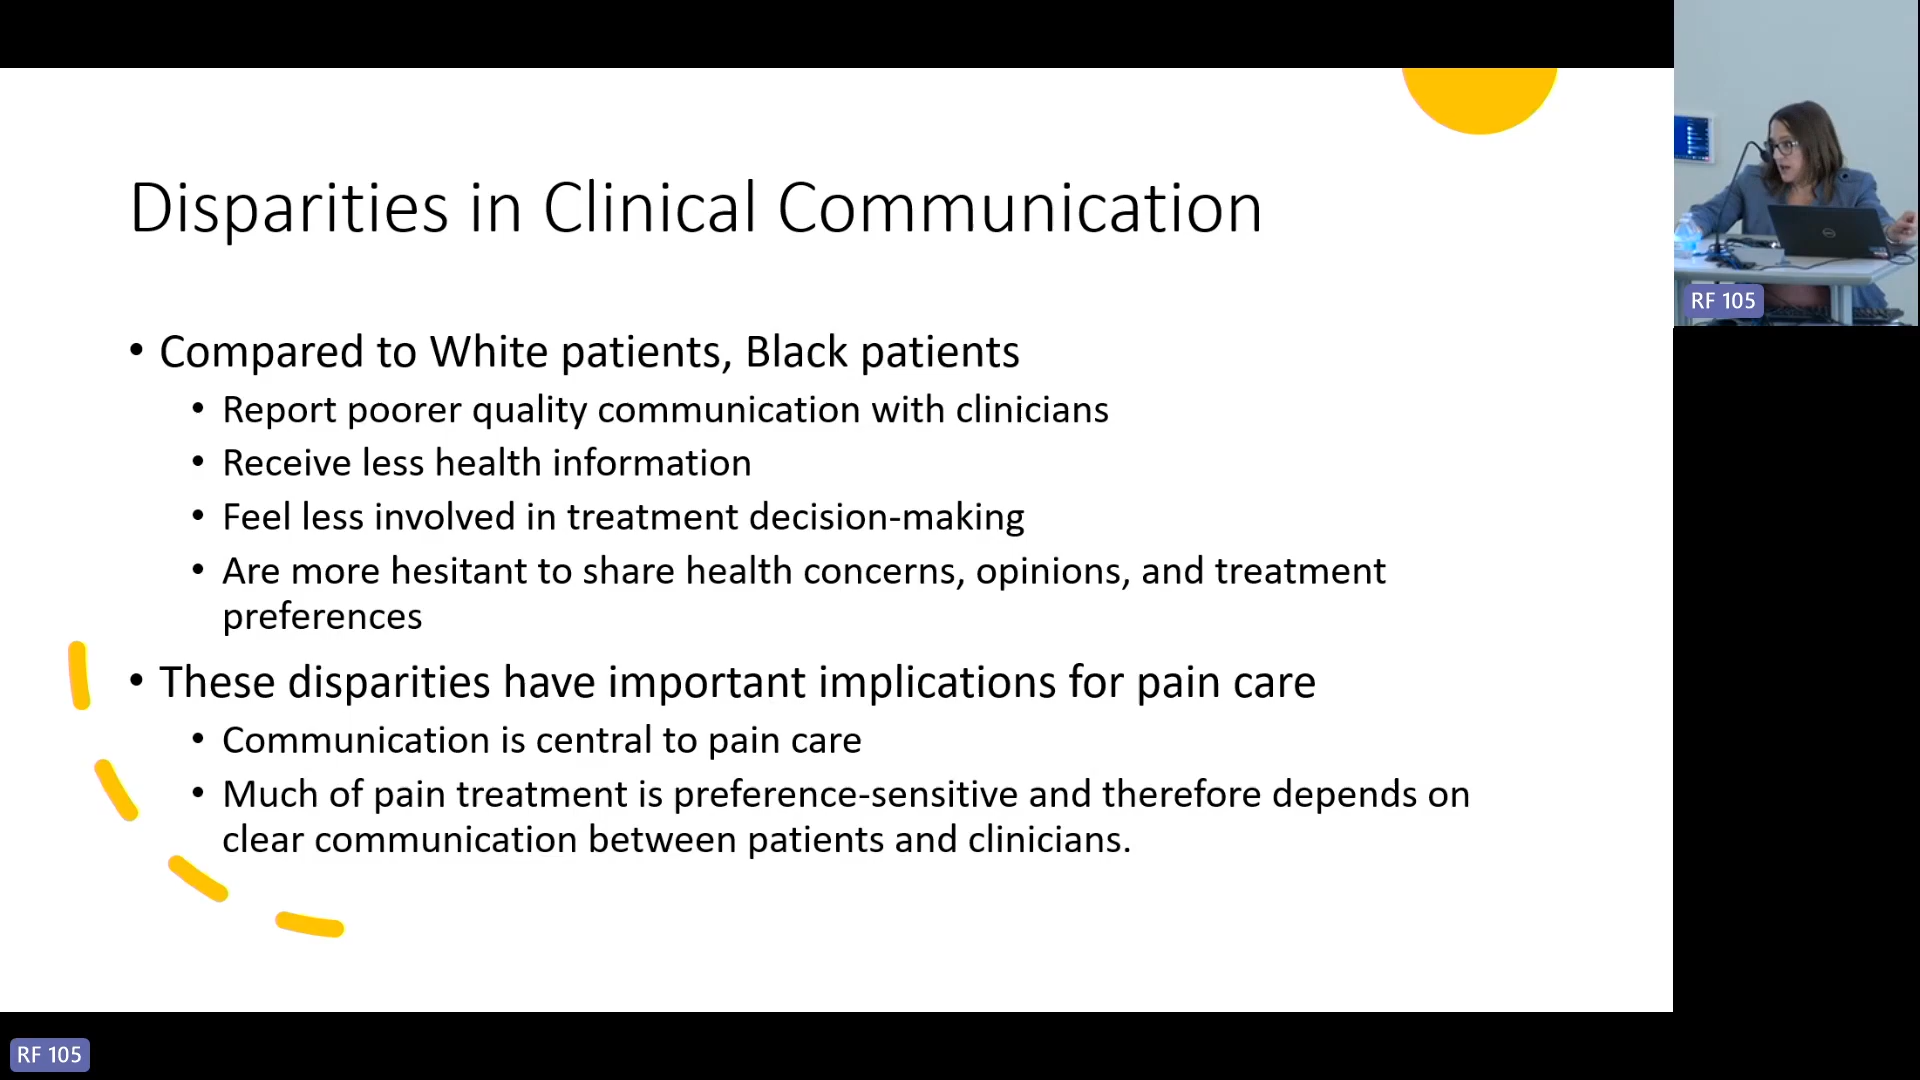 Disparities in Clinical Communication
• Compared to White patients, Black patients
• Report poorer quality communication with clinicians
• Receive less health information
• Feel less involved in treatment decision-making
• Are more hesitant to share health concerns, opinions, and treatment
preferences
• These disparities have important implications for pain care
• Communication is central to pain care
• Much of pain treatment is preference-sensitive and therefore depends on
clear communication between patients and clinicians.
RF 105
RF 105